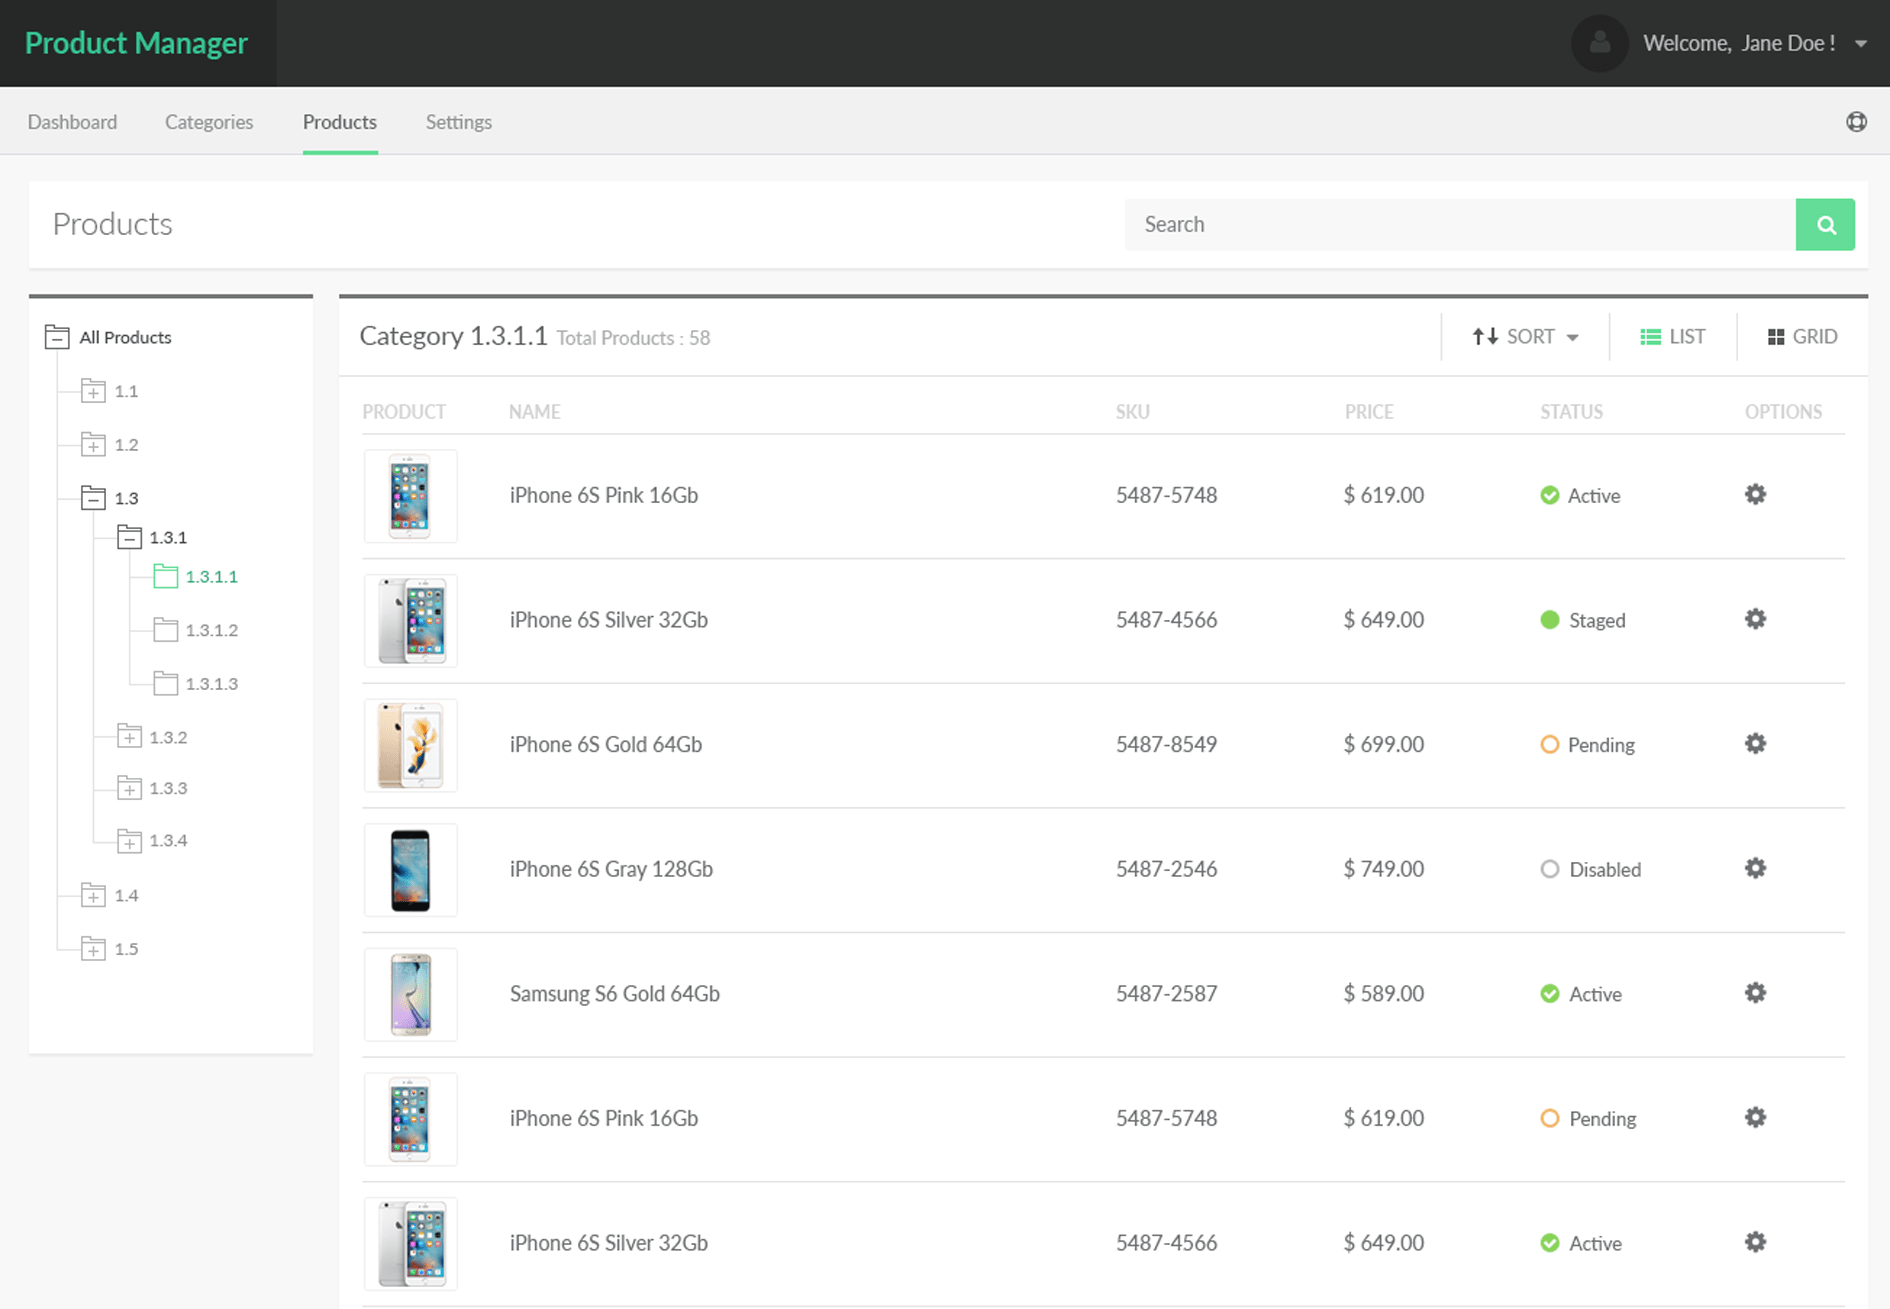 Product Manager
Welcome, Jane Doe !
Dashboard Categories Products Settings
Products
Search
All Products
1.1
1.2
1.3
1.3.1
1.3.1.1
1.3.1.2
1.3.1.3
1.3.2
1.3.3
1.3.4
1.4
1.5
Category 1.3.1.1 Total Products : 58
SORT LIST GRID
PRODUCT NAME SKU PRICE STATUS OPTIONS
iPhone 6S Pink 16Gb 5487-5748 $ 619.00 Active
iPhone 6S Silver 32Gb 5487-4566 $ 649.00 Staged
iPhone 6S Gold 64Gb 5487-8549 $ 699.00 Pending
iPhone 6S Gray 128Gb 5487-2546 $ 749.00 Disabled
Samsung S6 Gold 64Gb 5487-2587 $ 589.00 Active
iPhone 6S Pink 16Gb 5487-5748 $ 619.00 Pending
iPhone 6S Silver 32Gb 5487-4566 $ 649.00 Active